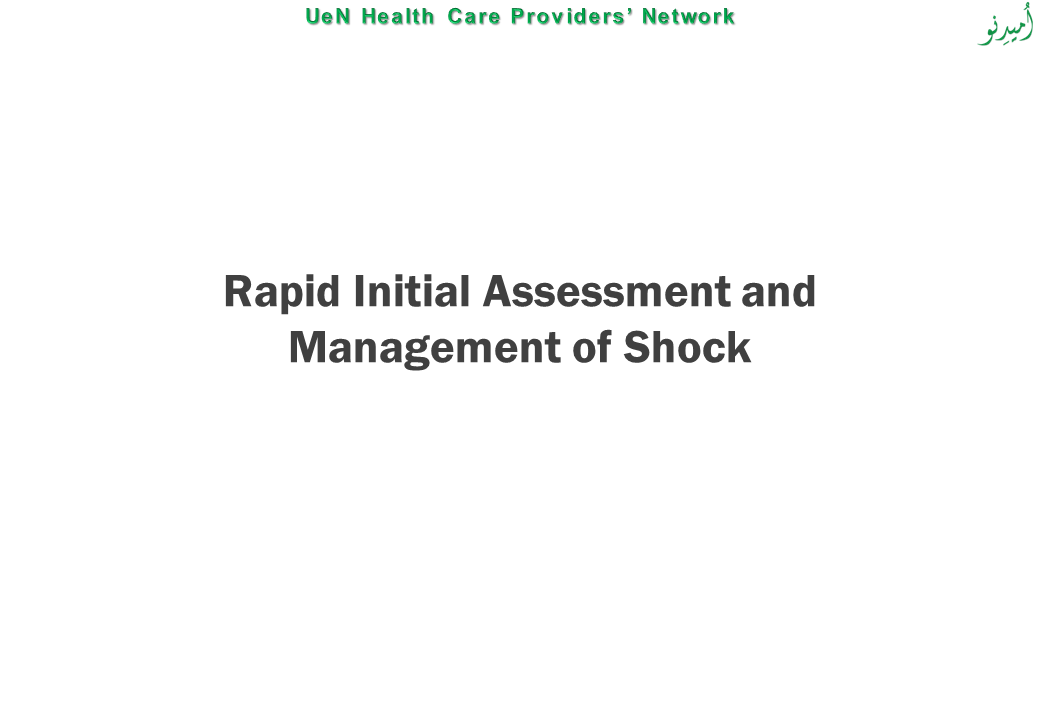 UeN Health Care Providers’ Network
اُمیدِنو
Rapid Initial Assessment and
Management of Shock